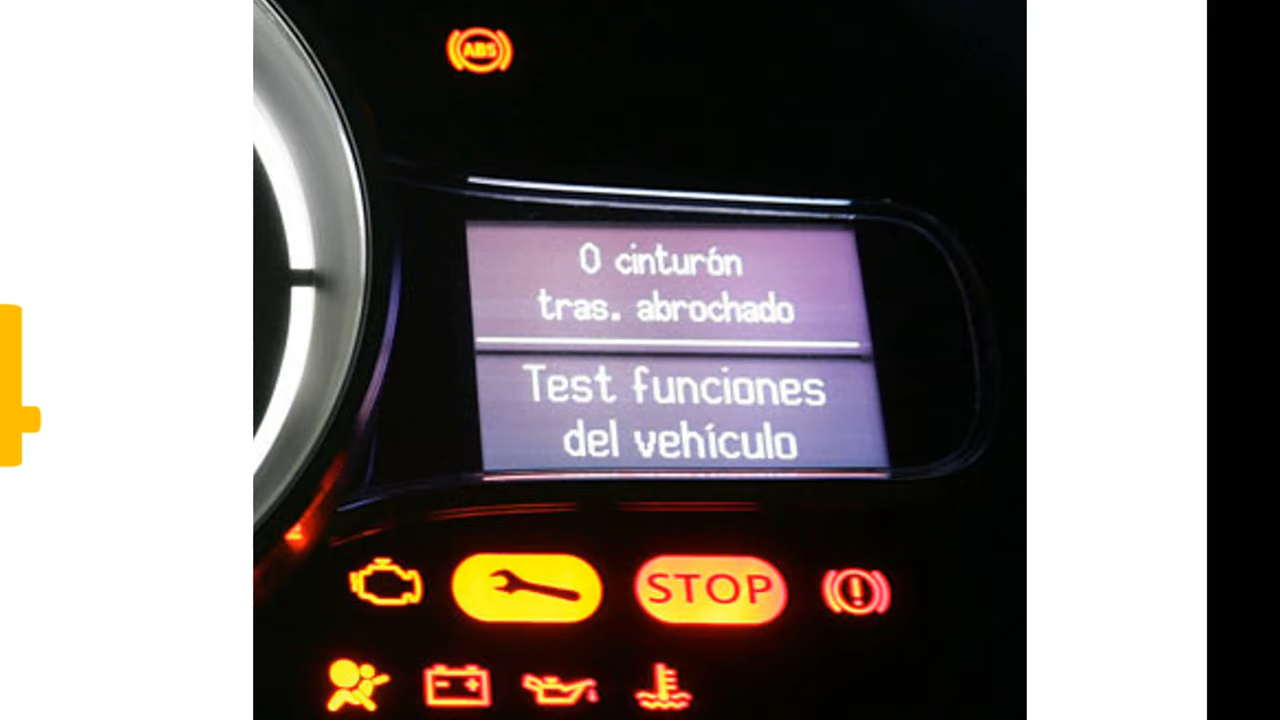 ABS
0 cinturón
tras. abrochado
Test funciones
del vehículo
STOP